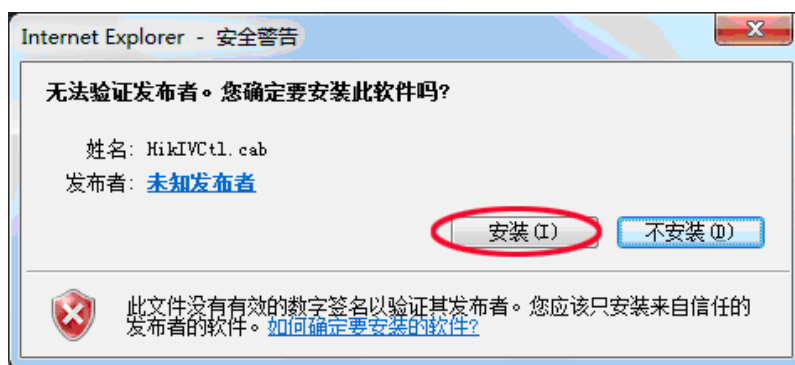 Internet Explorer - 安全警告
无法验证发布者。您确定要安装此软件吗?
姓名: HikIVCtl.cab
发布者: 未知发布者
安装(I) 不安装(D)
此文件没有有效的数字签名以验证其发布者。您应该只安装来自信任的
发布者的软件。如何确定要安装的软件?